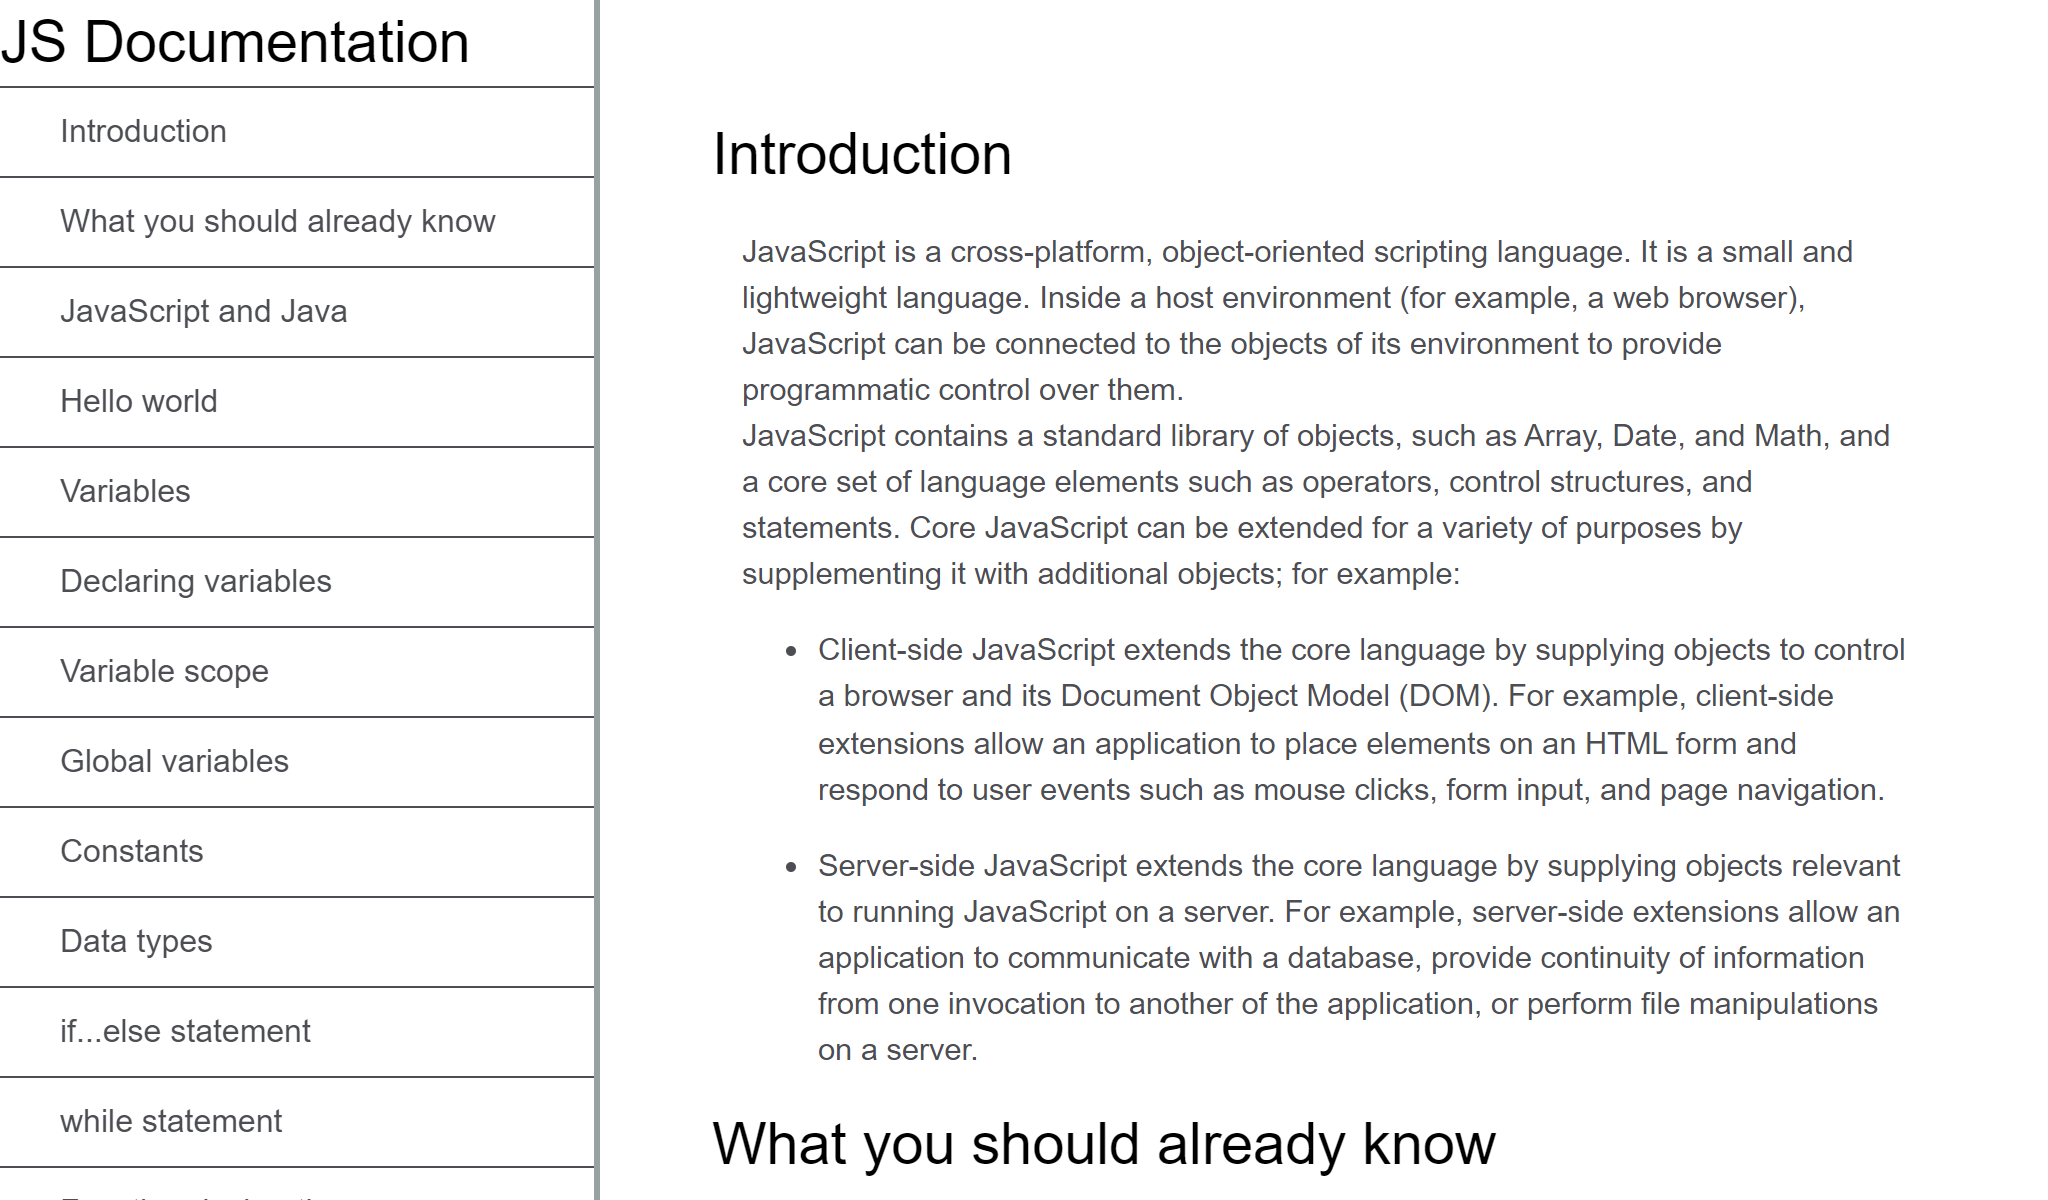 JS Documentation
Introduction
What you should already know
JavaScript and Java
Hello world
Variables
Declaring variables
Variable scope
Global variables
Constants
Data types
if...else statement
while statement
Introduction
JavaScript is a cross-platform, object-oriented scripting language. It is a small and
lightweight language. Inside a host environment (for example, a web browser),
JavaScript can be connected to the objects of its environment to provide
programmatic control over them.
JavaScript contains a standard library of objects, such as Array, Date, and Math, and
a core set of language elements such as operators, control structures, and
statements. Core JavaScript can be extended for a variety of purposes by
supplementing it with additional objects; for example:
Client-side JavaScript extends the core language by supplying objects to control
a browser and its Document Object Model (DOM). For example, client-side
extensions allow an application to place elements on an HTML form and
respond to user events such as mouse clicks, form input, and page navigation.
Server-side JavaScript extends the core language by supplying objects relevant
to running JavaScript on a server. For example, server-side extensions allow an
application to communicate with a database, provide continuity of information
from one invocation to another of the application, or perform file manipulations
on a server.
What you should already know